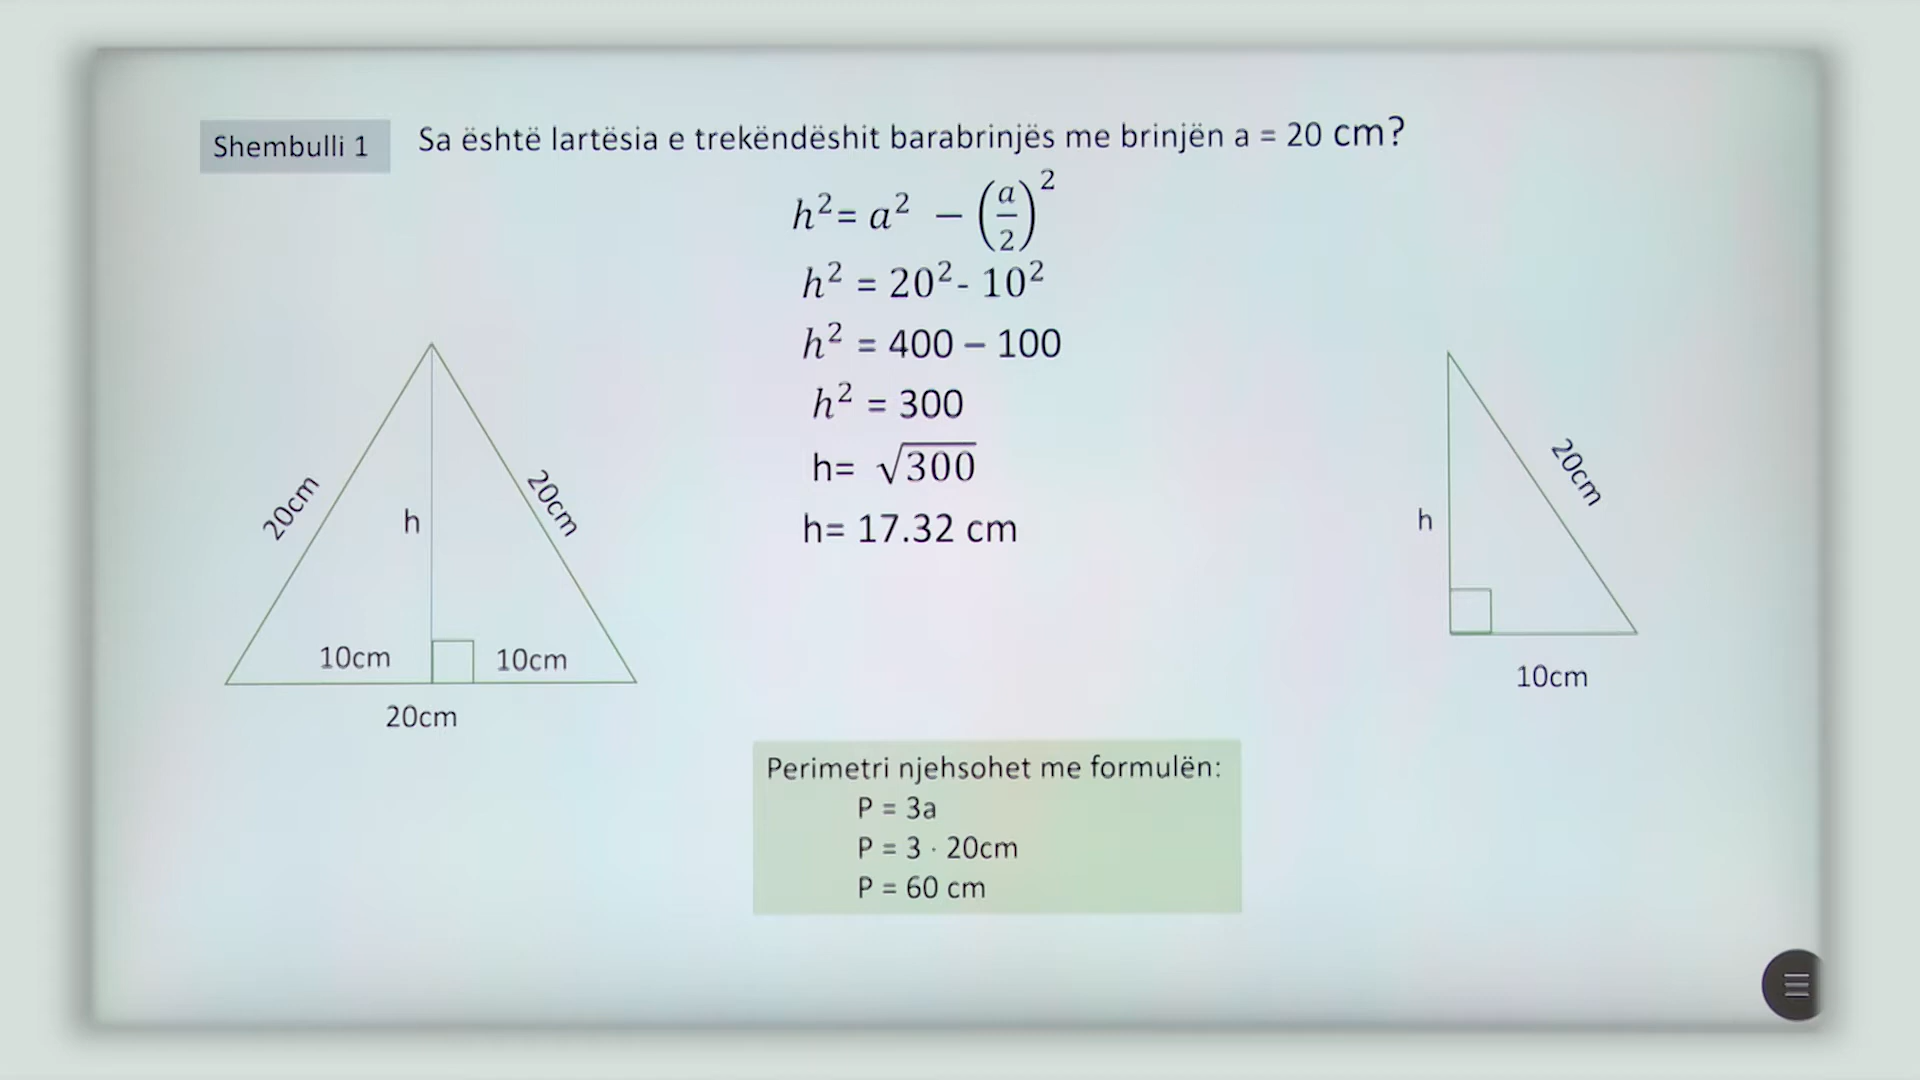 Shembulli 1
Sa është lartësia e trekëndëshit barabrinjës me brinjën a = 20 cm?
h²= a² − (a/2)²
h² = 20²- 10²
h² = 400 – 100
h² = 300
h= √300
h= 17.32 cm
20cm
h
20cm
10cm
10cm
20cm
h
20cm
10cm
Perimetri njehsohet me formulën:
P = 3a
P = 3 · 20cm
P = 60 cm